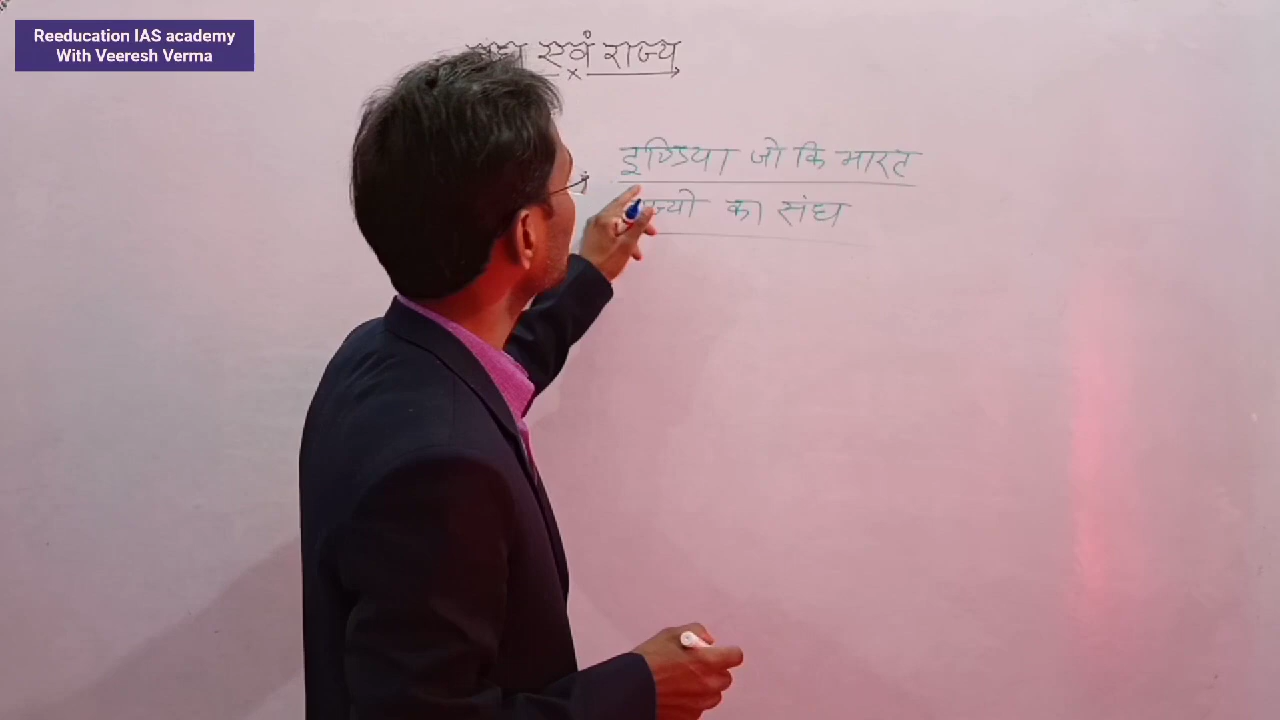 Reeducation IAS academy
With Veeresh Verma
एवं राज्य
इण्डिया जो कि भारत
का संघ